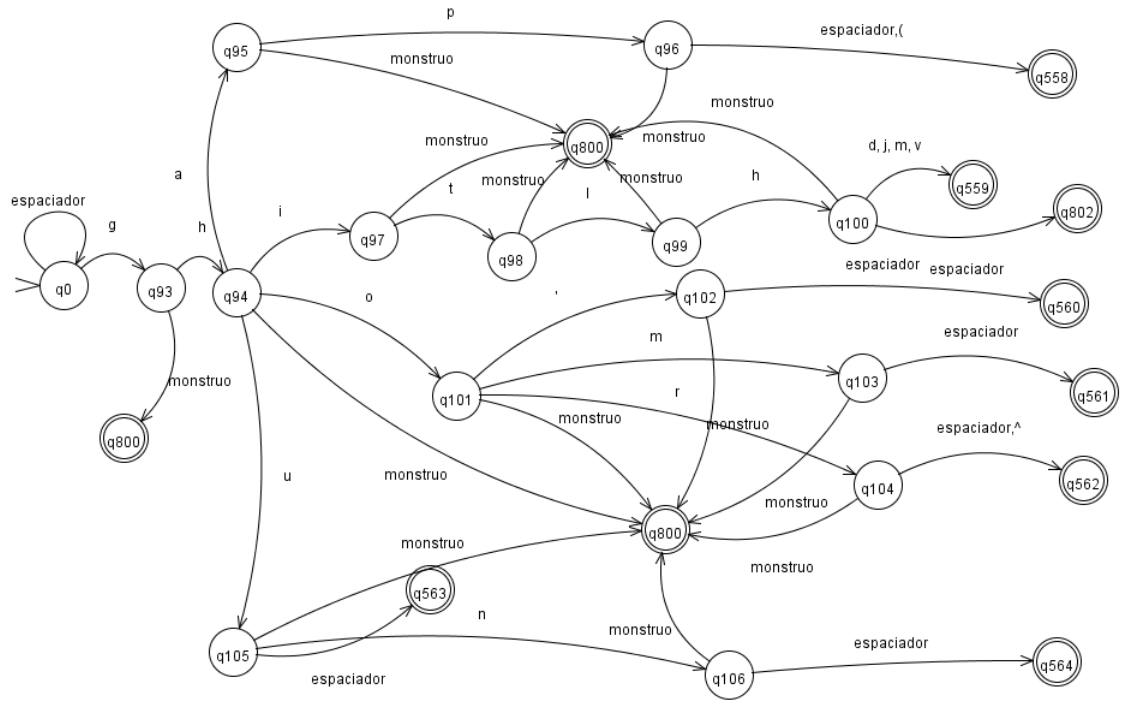 p
q95
monstruo
q96
espaciador,(
q558
monstruo
monstruo
monstruo
q800
d, j, m, v
a
t
monstruo
l
monstruo
h
q559
espaciador
g
h
i
q97
q98
q99
q100
q802
q0
q93
q94
o
'
q102
espaciador
espaciador
q560
monstruo
m
espaciador
q101
r
q103
q561
q800
monstruo
monstruo
espaciador,^
u
monstruo
q104
q562
monstruo
q800
monstruo
monstruo
q563
n
monstruo
q105
espaciador
q106
espaciador
q564